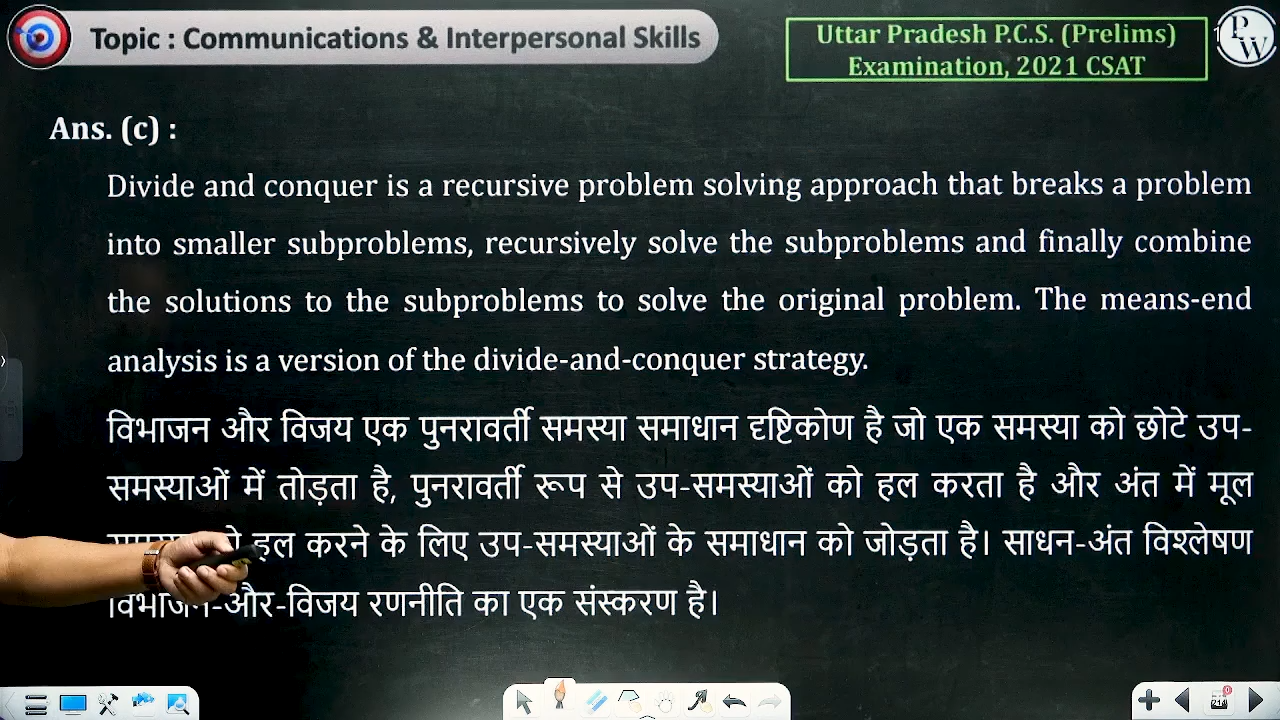 Topic : Communications & Interpersonal Skills
Uttar Pradesh P.C.S. (Prelims)
Examination, 2021 CSAT
P
W
Ans. (c) :
Divide and conquer is a recursive problem solving approach that breaks a problem
into smaller subproblems, recursively solve the subproblems and finally combine
the solutions to the subproblems to solve the original problem. The means-end
analysis is a version of the divide-and-conquer strategy.
विभाजन और विजय एक पुनरावर्ती समस्या समाधान दृष्टिकोण है जो एक समस्या को छोटे उप-
समस्याओं में तोड़ता है, पुनरावर्ती रूप से उप-समस्याओं को हल करता है और अंत में मूल
हल करने के लिए उप-समस्याओं के समाधान को जोड़ता है। साधन-अंत विश्लेषण
विभाजन-और-विजय रणनीति का एक संस्करण है।